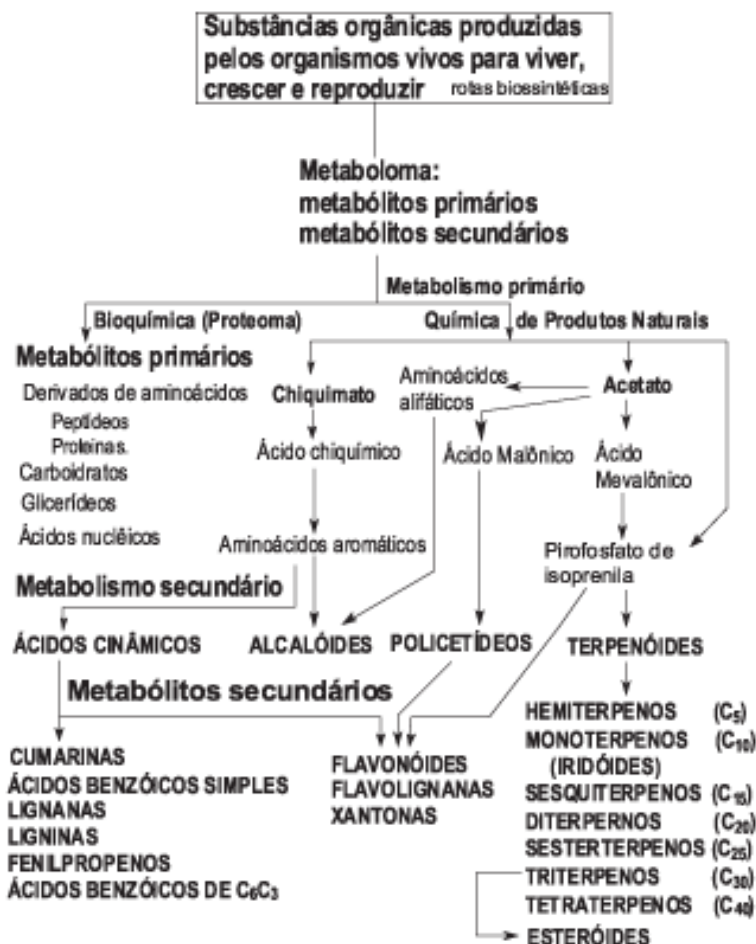 Substâncias orgânicas produzidas
pelos organismos vivos para viver,
crescer e reproduzir rotas biossintéticas
Metaboloma:
metabólitos primários
metabólitos secundários
Metabolismo primário
Bioquímica (Proteoma)
Química de Produtos Naturais
Metabólitos primários
Derivados de aminoácidos
Peptídeos
Proteinas.
Carboidratos
Glicerídeos
Ácidos nuclêicos
Chiquimato
Ácido chiquímico
Aminoácidos aromáticos
Aminoácidos
alifáticos
Acetato
Ácido Malônico
Ácido
Mevalônico
Pirofosfato de
isoprenila
Metabolismo secundário
ÁCIDOS CINÂMICOS
ALCALÓIDES
POLICETÍDEOS
TERPENÓIDES
Metabólitos secundários
CUMARINAS
ÁCIDOS BENZÓICOS SIMPLES
LIGNANAS
LIGNINAS
FENILPROPENOS
ÁCIDOS BENZÓICOS DE C₆C₃
FLAVONÓIDES
FLAVOLIGNANAS
XANTONAS
HEMITERPENOS (C₅)
MONOTERPENOS (C₁₀)
(IRIDÓIDES)
SESQUITERPENOS (C₁₅)
DITERPERNOS (C₂₀)
SESTERTERPENOS (C₂₅)
TRITERPENOS (C₃₀)
TETRATERPENOS (C₄₀)
ESTERÓIDES